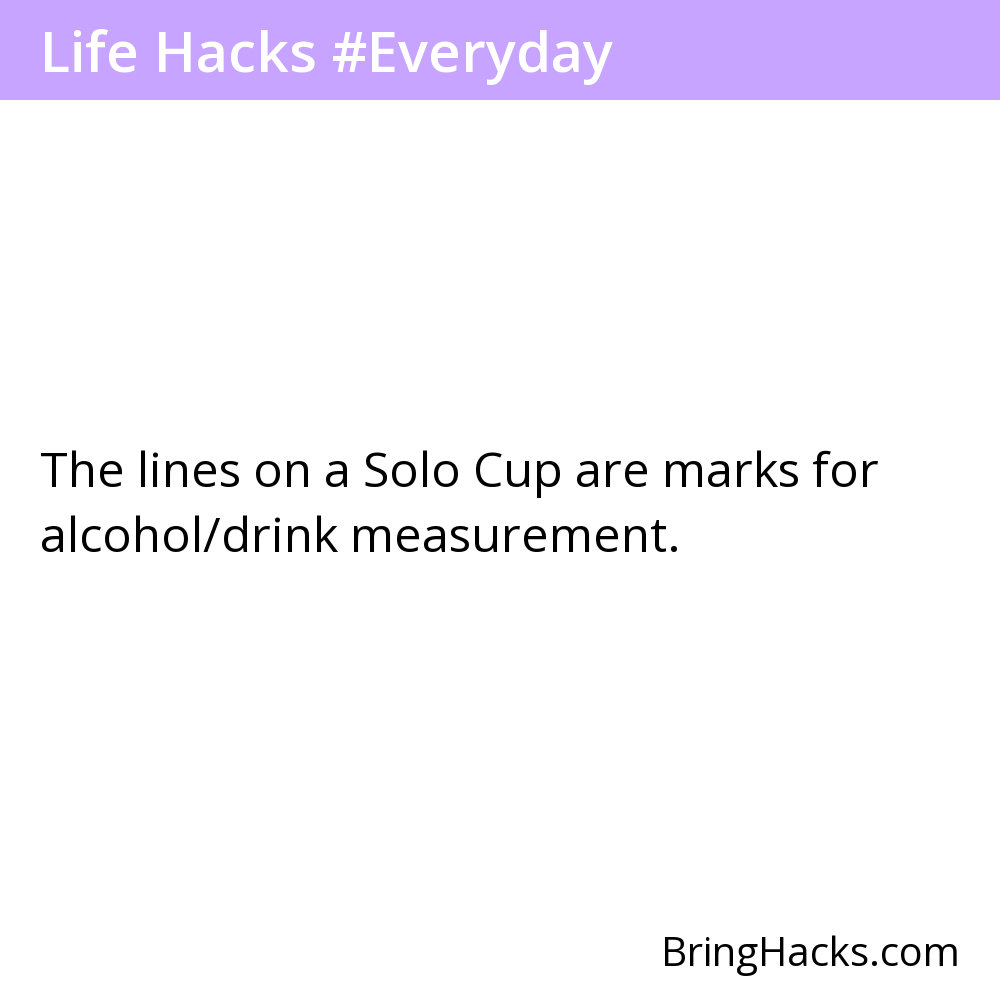 Life Hacks #Everyday
The lines on a Solo Cup are marks for
alcohol/drink measurement.
BringHacks.com